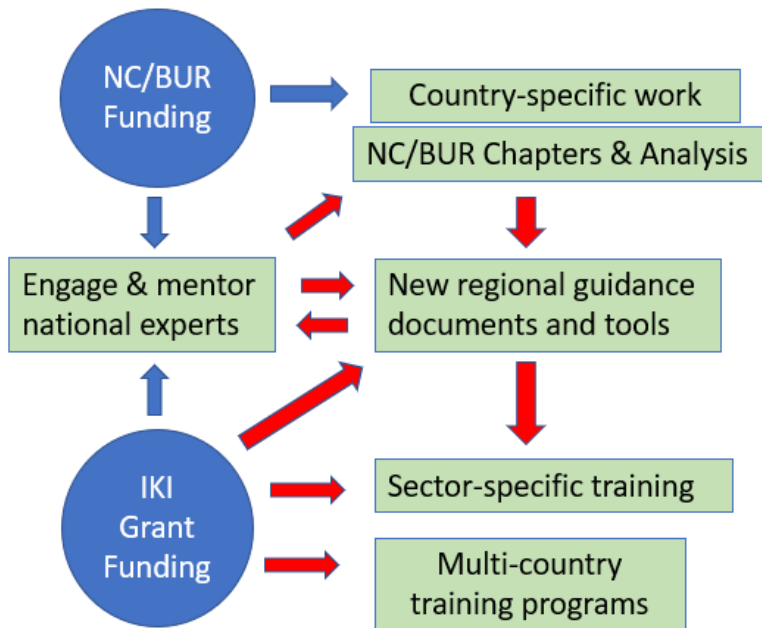 NC/BUR
Funding
Country-specific work
NC/BUR Chapters & Analysis
Engage & mentor
national experts
New regional guidance
documents and tools
IKI
Grant
Funding
Sector-specific training
Multi-country
training programs